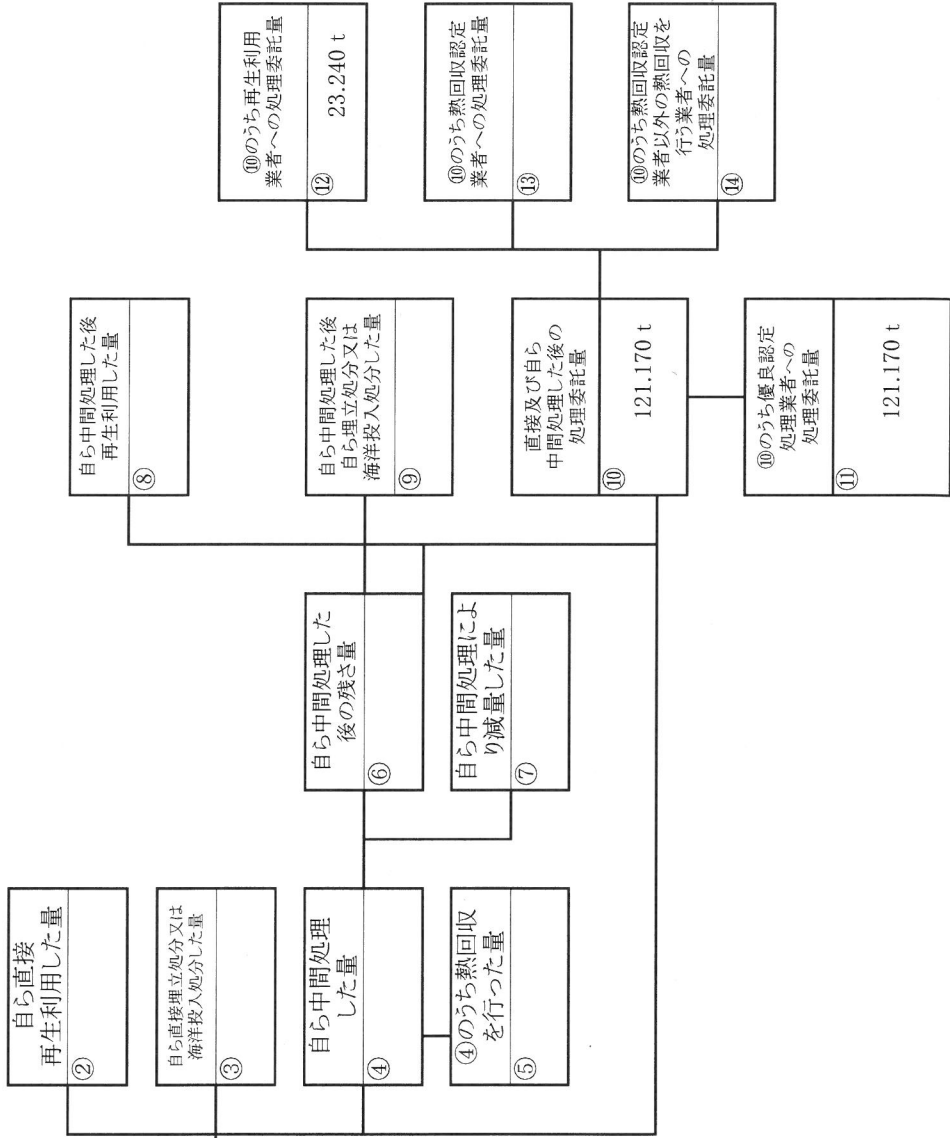 自ら直接
再生利用した量
②
自ら直接埋立処分又は
海洋投入処分した量
③
自ら中間処理
した量
④
④のうち熱回収
を行った量
⑤
自ら中間処理した
後の残さ量
⑥
自ら中間処理によ
り減量した量
⑦
自ら中間処理した後
再生利用した量
⑧
自ら中間処理した後
自ら埋立処分又は
海洋投入処分した量
⑨
直接及び自ら
中間処理した後の
処理委託量
⑩
121.170 t
⑩のうち優良認定
処理業者への
処理委託量
⑪
121.170 t
⑩のうち再生利用
業者への処理委託量
⑫
23.240 t
⑩のうち熱回収認定
業者への処理委託量
⑬
⑩のうち熱回収認定
業者以外の熱回収を
行う業者への
処理委託量
⑭